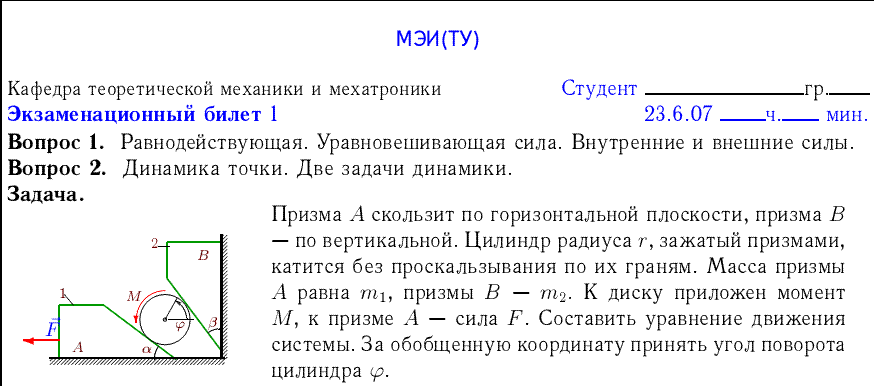 МЭИ(ТУ)
Кафедра теоретической механики и мехатроники Студент гр.
Экзаменационный билет 1 23.6.07 ч. мин.
Вопрос 1. Равнодействующая. Уравновешивающая сила. Внутренние и внешние силы.
Вопрос 2. Динамика точки. Две задачи динамики.
Задача.
Призма A скользит по горизонтальной плоскости, призма B
— по вертикальной. Цилиндр радиуса r, зажатый призмами,
катится без проскальзывания по их граням. Масса призмы
A равна m₁, призмы B — m₂. К диску приложен момент
M, к призме A — сила F. Составить уравнение движения
системы. За обобщенную координату принять угол поворота
цилиндра φ.
2
B
1
M
F⃗
φ
β
A
α